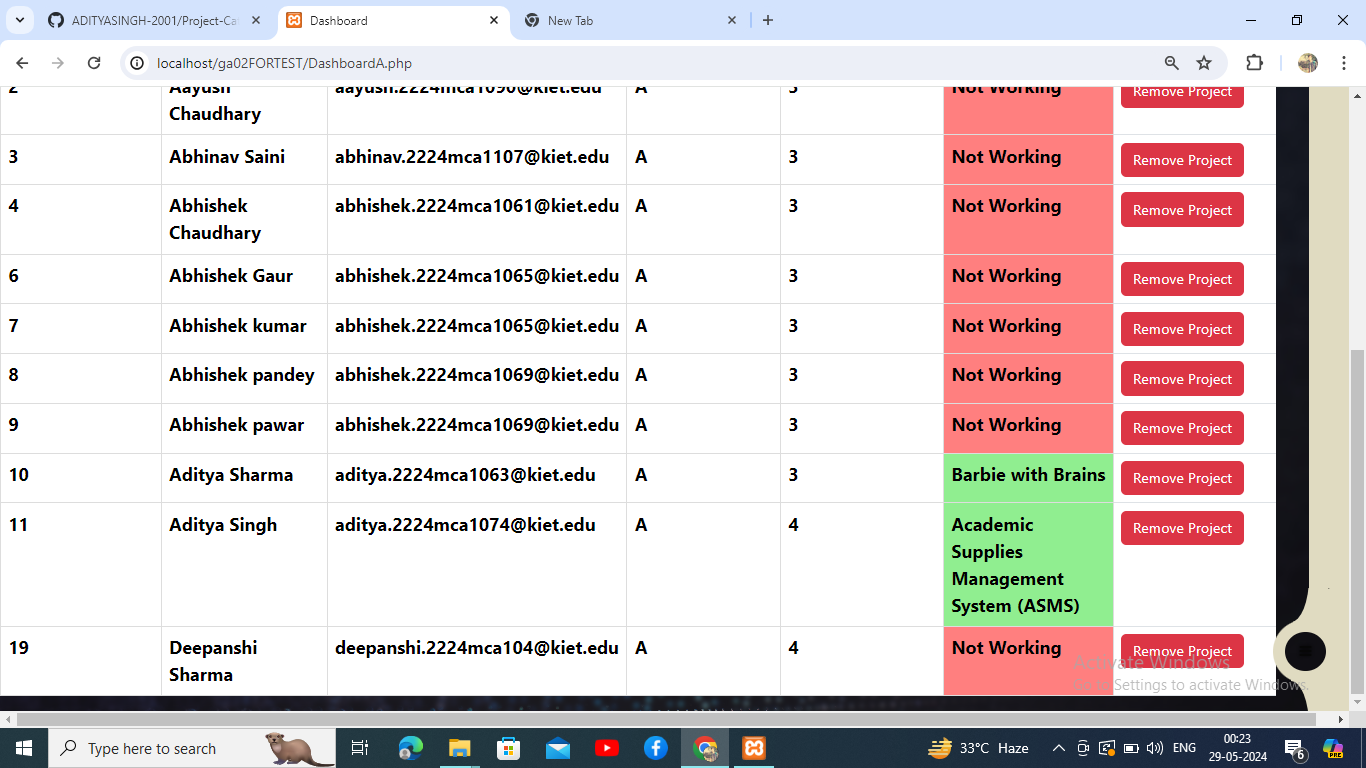 ADITYASINGH-2001/Project-Ca
Dashboard
New Tab
localhost/ga02FORTEST/DashboardA.php
2 Aayush aayush.2224mca1090@kiet.edu A 3 Not Working Remove Project
Chaudhary
3 Abhinav Saini abhinav.2224mca1107@kiet.edu A 3 Not Working Remove Project
4 Abhishek abhishek.2224mca1061@kiet.edu A 3 Not Working Remove Project
Chaudhary
6 Abhishek Gaur abhishek.2224mca1065@kiet.edu A 3 Not Working Remove Project
7 Abhishek kumar abhishek.2224mca1065@kiet.edu A 3 Not Working Remove Project
8 Abhishek pandey abhishek.2224mca1069@kiet.edu A 3 Not Working Remove Project
9 Abhishek pawar abhishek.2224mca1069@kiet.edu A 3 Not Working Remove Project
10 Aditya Sharma aditya.2224mca1063@kiet.edu A 3 Barbie with Brains Remove Project
11 Aditya Singh aditya.2224mca1074@kiet.edu A 4 Academic Remove Project
Supplies
Management
System (ASMS)
19 Deepanshi deepanshi.2224mca104@kiet.edu A 4 Not Working Remove Project
Sharma
Activate Windows
Go to Settings to activate Windows.
Type here to search
33°C Haze
ENG
00:23
29-05-2024
6
PRE